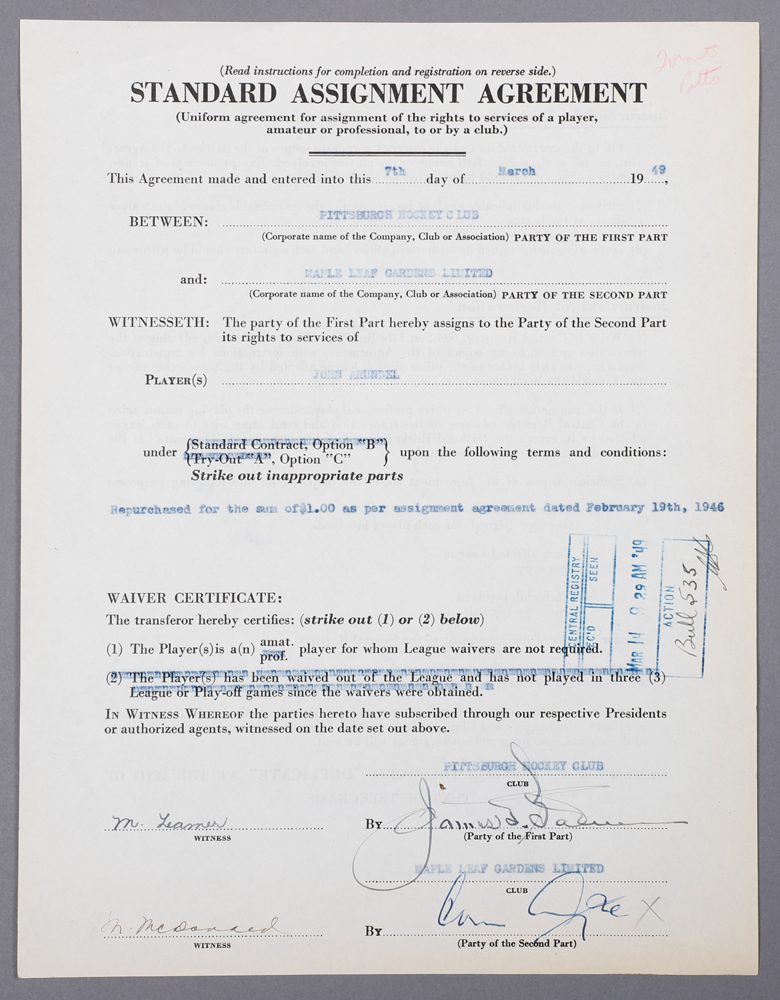 Toront
Pitts
(Read instructions for completion and registration on reverse side.)
STANDARD ASSIGNMENT AGREEMENT
(Uniform agreement for assignment of the rights to services of a player,
amateur or professional, to or by a club.)
This Agreement made and entered into this 7th day of March 19 49,
BETWEEN: PITTSBURGH HOCKEY CLUB
(Corporate name of the Company, Club or Association) PARTY OF THE FIRST PART
and: MAPLE LEAF GARDENS LIMITED
(Corporate name of the Company, Club or Association) PARTY OF THE SECOND PART
WITNESSETH: The party of the First Part hereby assigns to the Party of the Second Part
its rights to services of
PLAYER(S) JOHN ARUNDEL
under {Standard Contract, Option "B"} upon the following terms and conditions:
{Try-Out "A", Option "C"}
Strike out inappropriate parts
Repurchased for the sum of $1.00 as per assignment agreement dated February 19th, 1946
CENTRAL REGISTRY
REC'D SEEN
MAR 14 9 29 AM '49
ACTION
Bull 535
WAIVER CERTIFICATE:
The transferor hereby certifies: (strike out (1) or (2) below)
(1) The Player(s) is a(n) amat. prof. player for whom League waivers are not required.
(2) The Player(s) has been waived out of the League and has not played in three (3)
League or Play-off games since the waivers were obtained.
IN WITNESS WHEREOF the parties hereto have subscribed through our respective Presidents
or authorized agents, witnessed on the date set out above.
PITTSBURGH HOCKEY CLUB
CLUB
M. Leamer BY James
WITNESS (Party of the First Part)
MAPLE LEAF GARDENS LIMITED
CLUB
M. McDonald BY Conn X
WITNESS (Party of the Second Part)